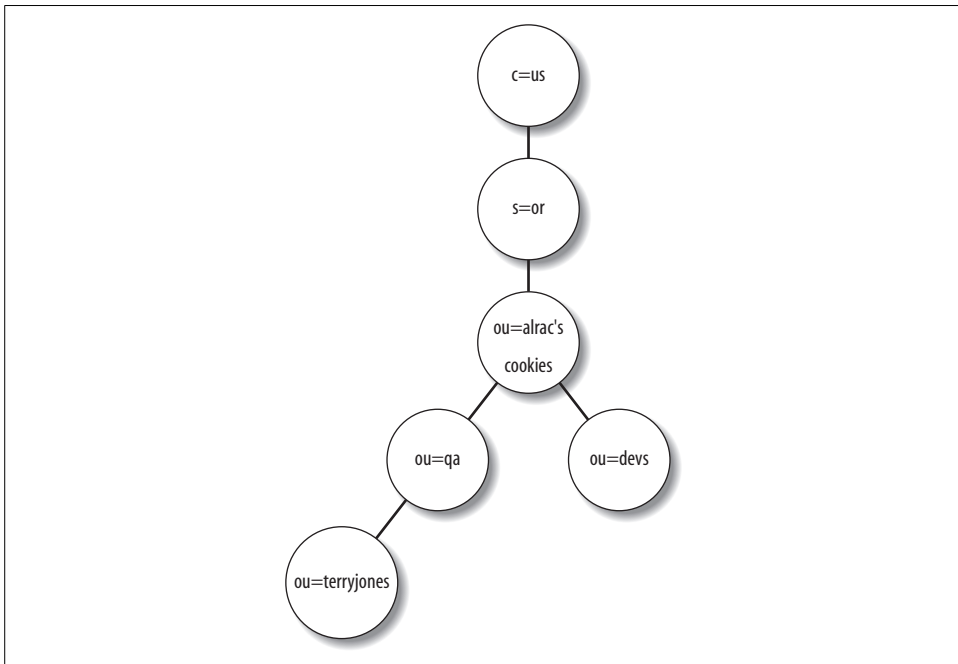 c=us
s=or
ou=alrac's
cookies
ou=qa
ou=devs
ou=terryjones